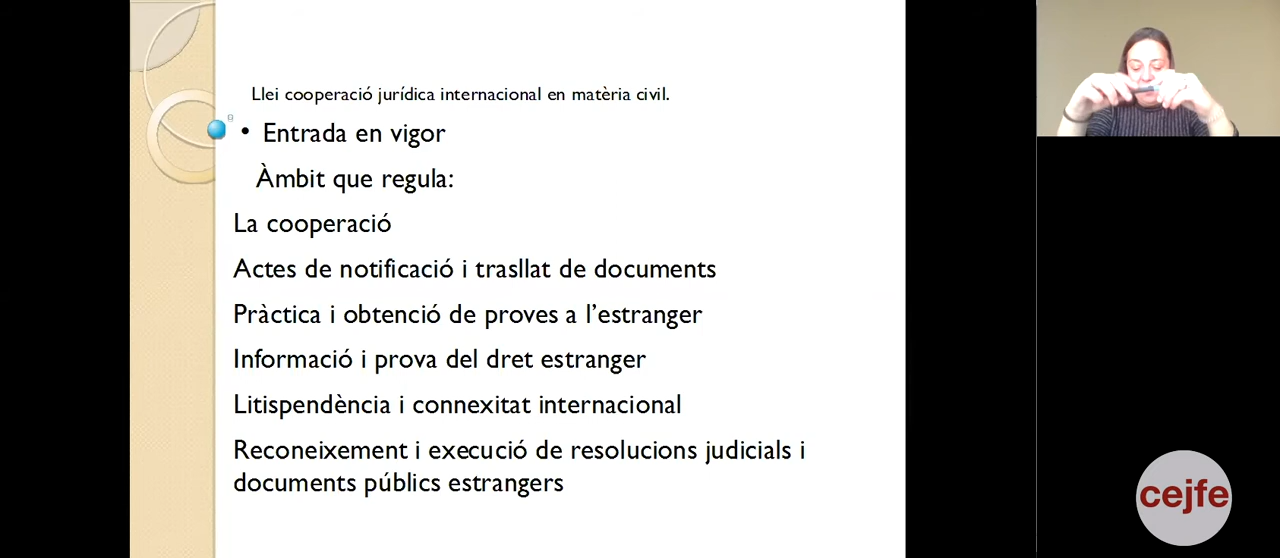 Llei cooperació jurídica internacional en matèria civil.
9
• Entrada en vigor
Àmbit que regula:
La cooperació
Actes de notificació i trasllat de documents
Pràctica i obtenció de proves a l’estranger
Informació i prova del dret estranger
Litispendència i connexitat internacional
Reconeixement i execució de resolucions judicials i
documents públics estrangers
cejfe